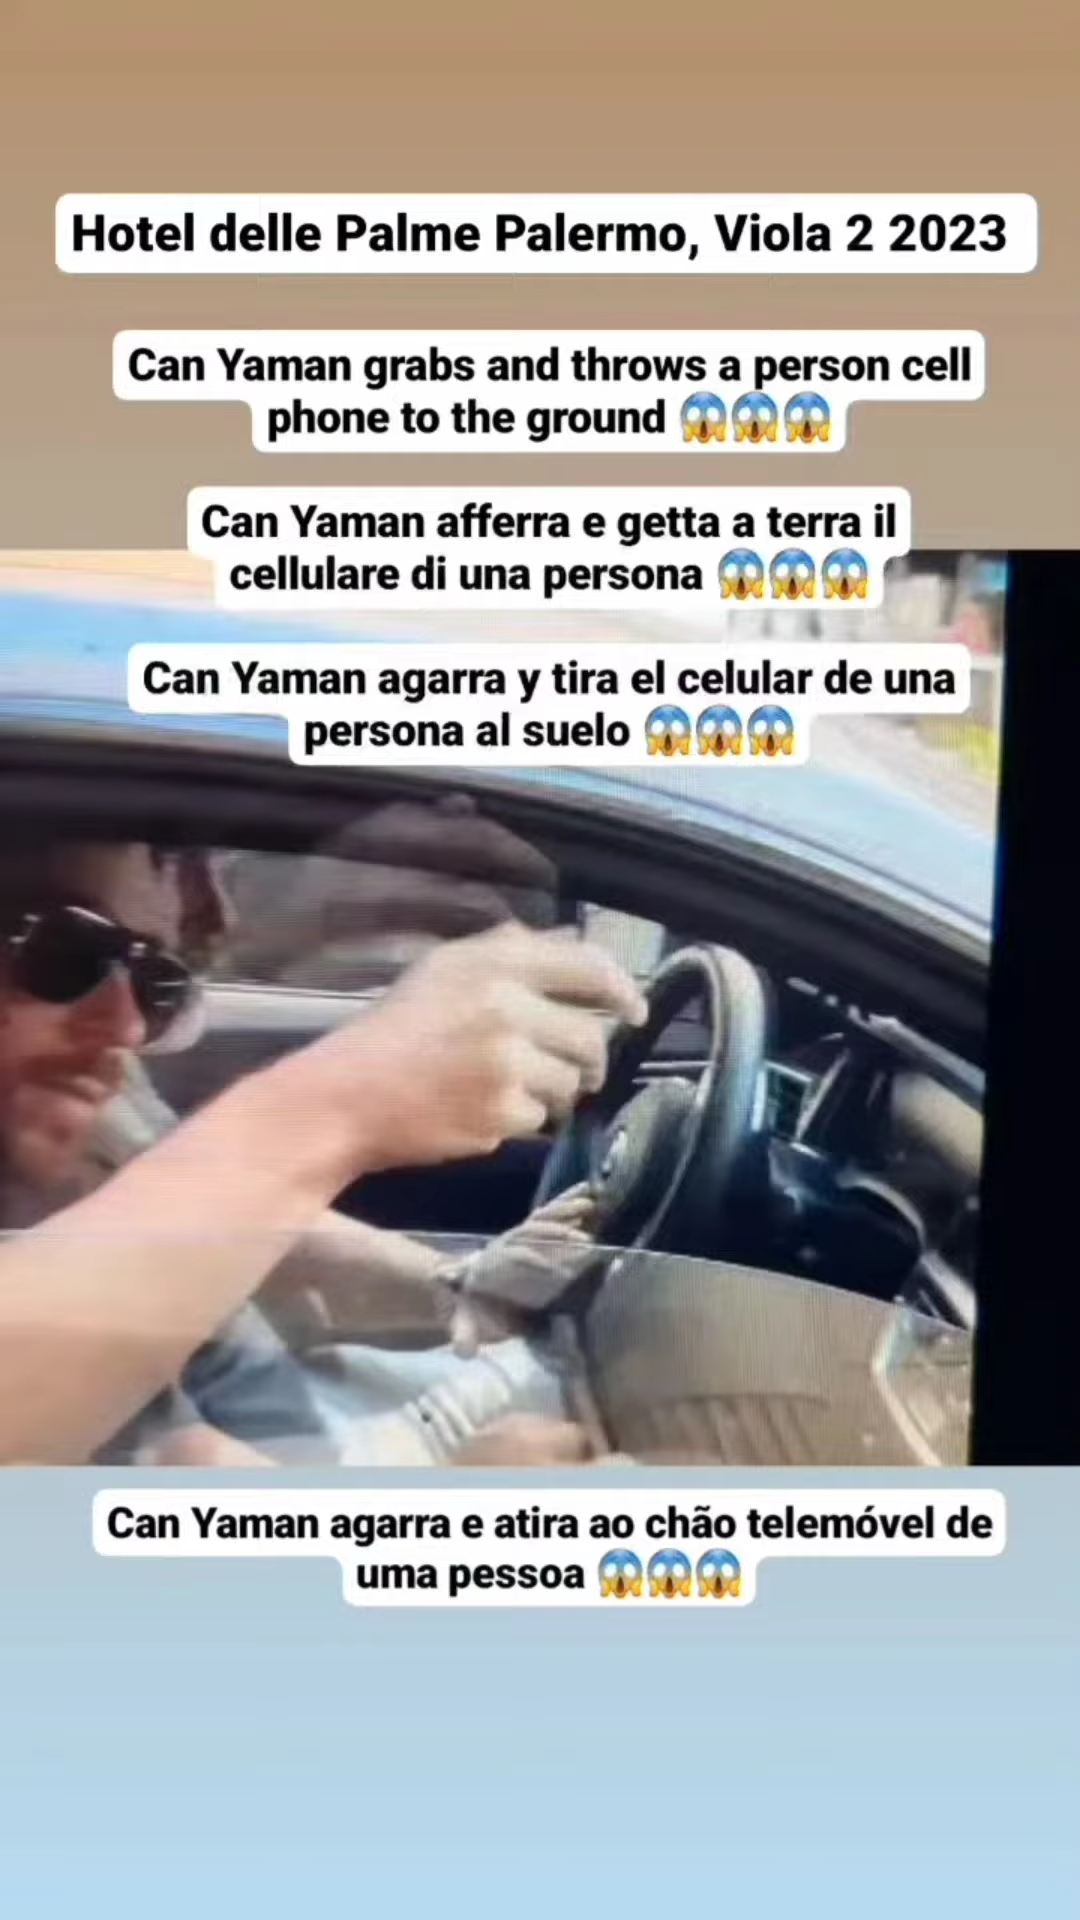 Hotel delle Palme Palermo, Viola 2 2023
Can Yaman grabs and throws a person cell
phone to the ground 😱😱😱
Can Yaman afferra e getta a terra il
cellulare di una persona 😱😱😱
Can Yaman agarra y tira el celular de una
persona al suelo 😱😱😱
Can Yaman agarra e atira ao chão telemóvel de
uma pessoa 😱😱😱